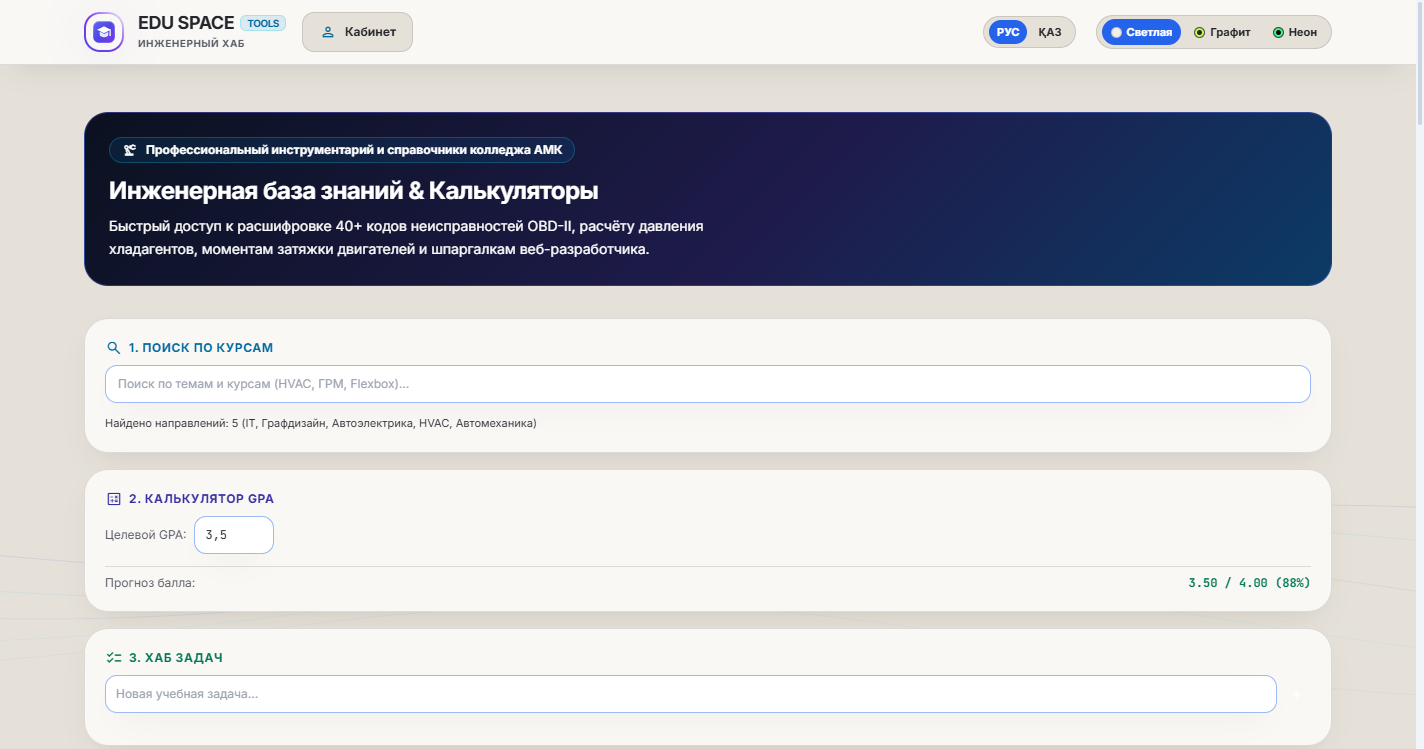 EDU SPACE TOOLS
ИНЖЕНЕРНЫЙ ХАБ
Кабинет
РУС ҚАЗ
Светлая Графит Неон
Профессиональный инструментарий и справочники колледжа АМК
Инженерная база знаний & Калькуляторы
Быстрый доступ к расшифровке 40+ кодов неисправностей OBD-II, расчёту давления
хладагентов, моментам затяжки двигателей и шпаргалкам веб-разработчика.
1. ПОИСК ПО КУРСАМ
Поиск по темам и курсам (HVAC, ГРМ, Flexbox)...
Найдено направлений: 5 (IT, Графдизайн, Автоэлектрика, HVAC, Автомеханика)
2. КАЛЬКУЛЯТОР GPA
Целевой GPA: 3,5
Прогноз балла: 3.50 / 4.00 (88%)
3. ХАБ ЗАДАЧ
Новая учебная задача...
+